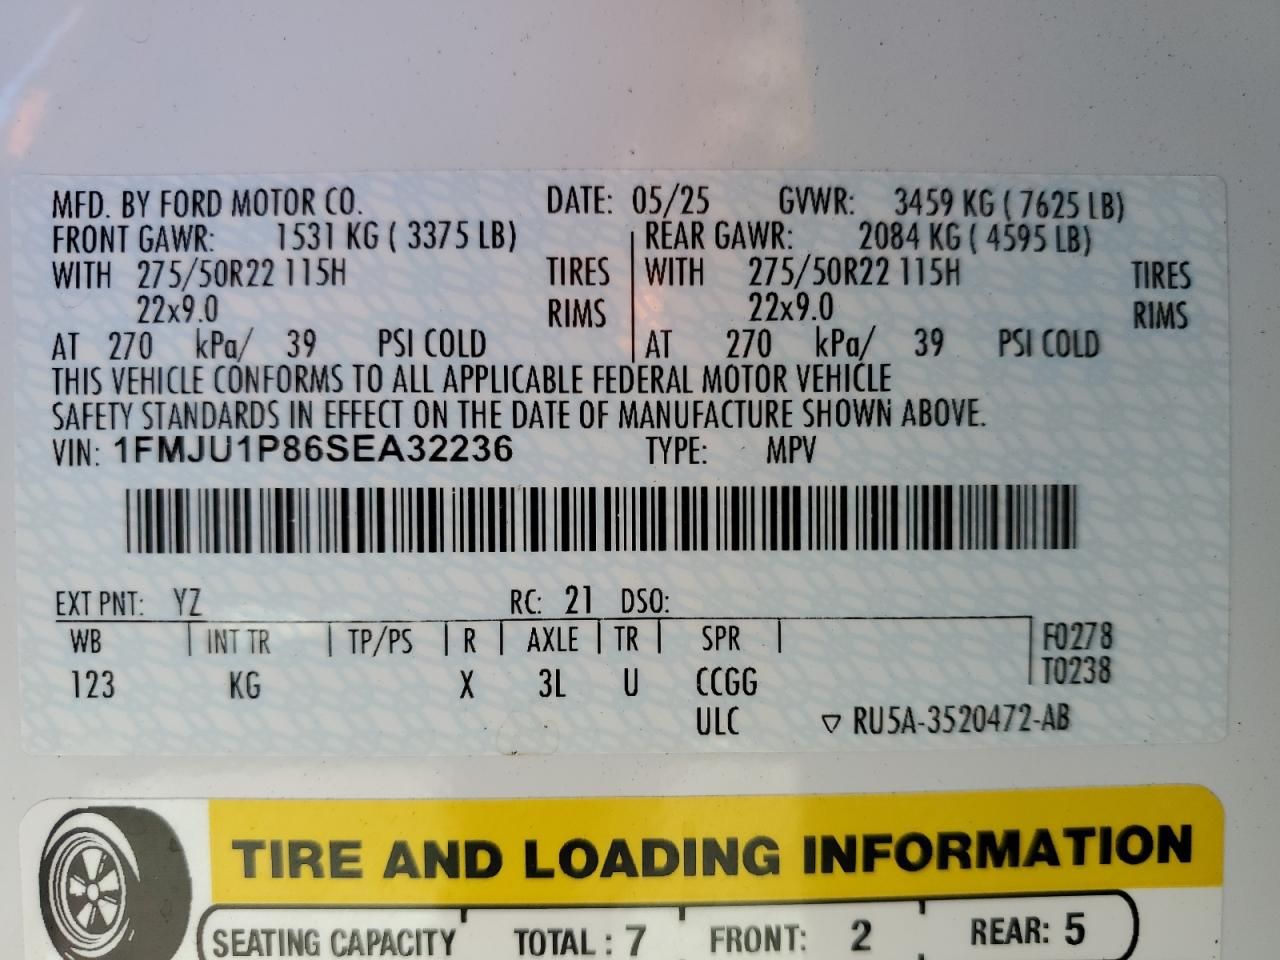 MFD. BY FORD MOTOR CO. DATE: 05/25 GVWR: 3459 KG ( 7625 LB)
FRONT GAWR: 1531 KG ( 3375 LB) REAR GAWR: 2084 KG ( 4595 LB)
WITH 275/50R22 115H TIRES WITH 275/50R22 115H TIRES
22x9.0 RIMS 22x9.0 RIMS
AT 270 kPa/ 39 PSI COLD AT 270 kPa/ 39 PSI COLD
THIS VEHICLE CONFORMS TO ALL APPLICABLE FEDERAL MOTOR VEHICLE
SAFETY STANDARDS IN EFFECT ON THE DATE OF MANUFACTURE SHOWN ABOVE.
VIN: 1FMJU1P86SEA32236 TYPE: MPV
EXT PNT: YZ RC: 21 DSO:
WB INT TR TP/PS R AXLE TR SPR F0278
123 KG X 3L U CCGG T0238
ULC ▽ RU5A-3520472-AB
TIRE AND LOADING INFORMATION
SEATING CAPACITY TOTAL : 7 FRONT: 2 REAR: 5